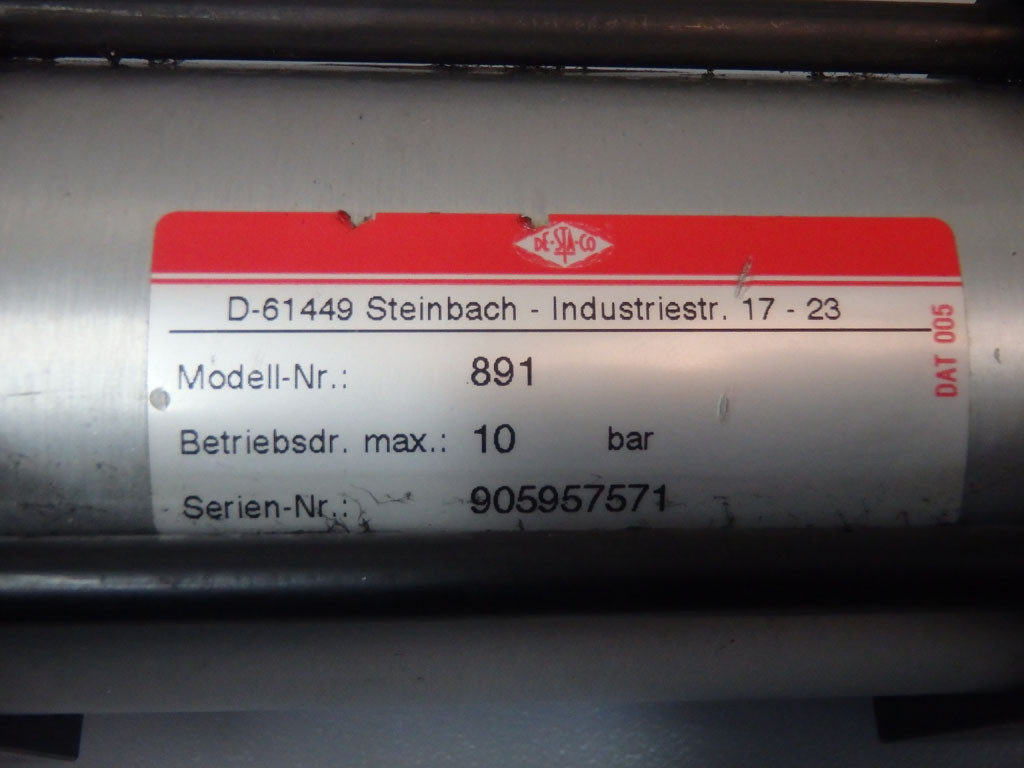 DE-STA-CO
D-61449 Steinbach - Industriestr. 17 - 23
Modell-Nr.: 891
Betriebsdr. max.: 10 bar
Serien-Nr.: 905957571
DAT 005